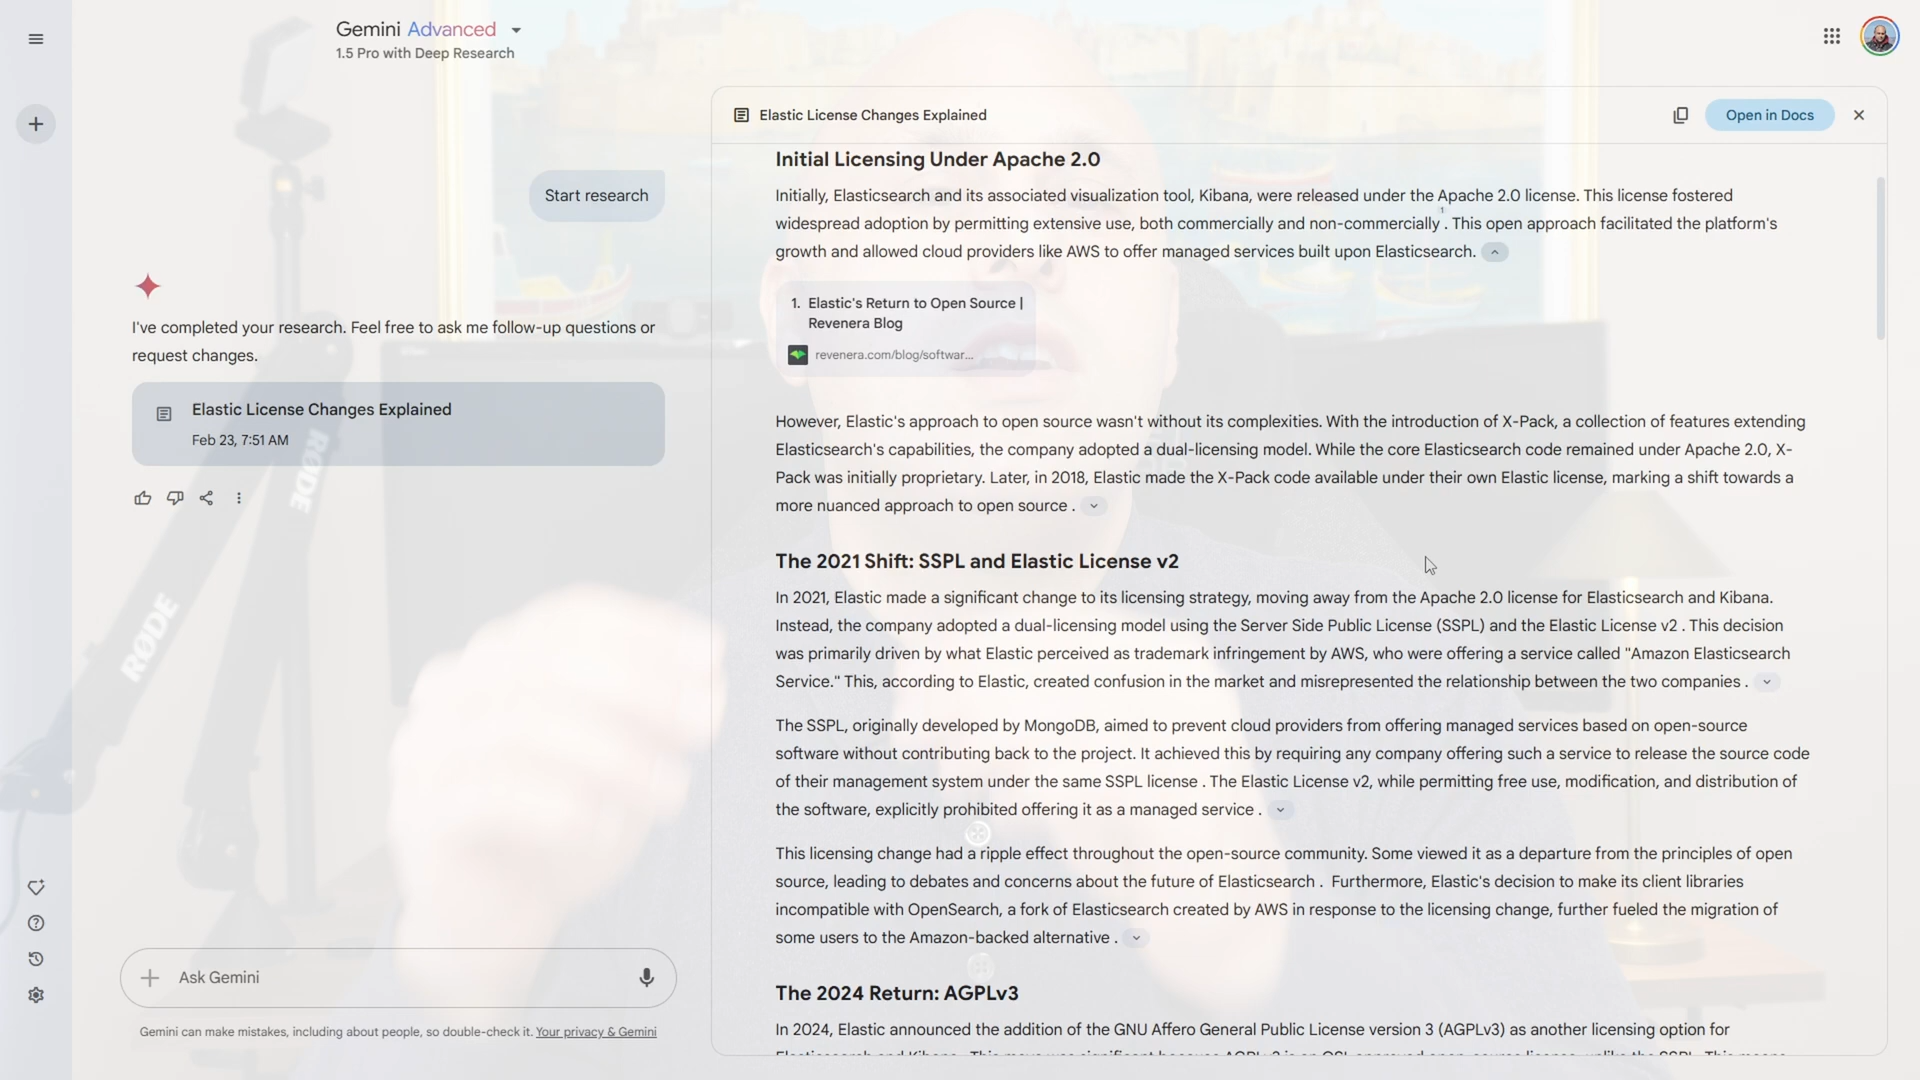 Gemini Advanced
1.5 Pro with Deep Research
Start research
I've completed your research. Feel free to ask me follow-up questions or
request changes.
Elastic License Changes Explained
Feb 23, 7:51 AM
RØDE
RØDE
Ask Gemini
Gemini can make mistakes, including about people, so double-check it. Your privacy & Gemini
Elastic License Changes Explained
Open in Docs
Initial Licensing Under Apache 2.0
Initially, Elasticsearch and its associated visualization tool, Kibana, were released under the Apache 2.0 license. This license fostered
widespread adoption by permitting extensive use, both commercially and non-commercially 1. This open approach facilitated the platform's
growth and allowed cloud providers like AWS to offer managed services built upon Elasticsearch.
1. Elastic's Return to Open Source |
Revenera Blog
revenera.com/blog/softwar...
However, Elastic's approach to open source wasn't without its complexities. With the introduction of X-Pack, a collection of features extending
Elasticsearch's capabilities, the company adopted a dual-licensing model. While the core Elasticsearch code remained under Apache 2.0, X-
Pack was initially proprietary. Later, in 2018, Elastic made the X-Pack code available under their own Elastic license, marking a shift towards a
more nuanced approach to open source .
The 2021 Shift: SSPL and Elastic License v2
In 2021, Elastic made a significant change to its licensing strategy, moving away from the Apache 2.0 license for Elasticsearch and Kibana.
Instead, the company adopted a dual-licensing model using the Server Side Public License (SSPL) and the Elastic License v2 . This decision
was primarily driven by what Elastic perceived as trademark infringement by AWS, who were offering a service called "Amazon Elasticsearch
Service." This, according to Elastic, created confusion in the market and misrepresented the relationship between the two companies .
The SSPL, originally developed by MongoDB, aimed to prevent cloud providers from offering managed services based on open-source
software without contributing back to the project. It achieved this by requiring any company offering such a service to release the source code
of their management system under the same SSPL license . The Elastic License v2, while permitting free use, modification, and distribution of
the software, explicitly prohibited offering it as a managed service .
This licensing change had a ripple effect throughout the open-source community. Some viewed it as a departure from the principles of open
source, leading to debates and concerns about the future of Elasticsearch .  Furthermore, Elastic's decision to make its client libraries
incompatible with OpenSearch, a fork of Elasticsearch created by AWS in response to the licensing change, further fueled the migration of
some users to the Amazon-backed alternative .
The 2024 Return: AGPLv3
In 2024, Elastic announced the addition of the GNU Affero General Public License version 3 (AGPLv3) as another licensing option for